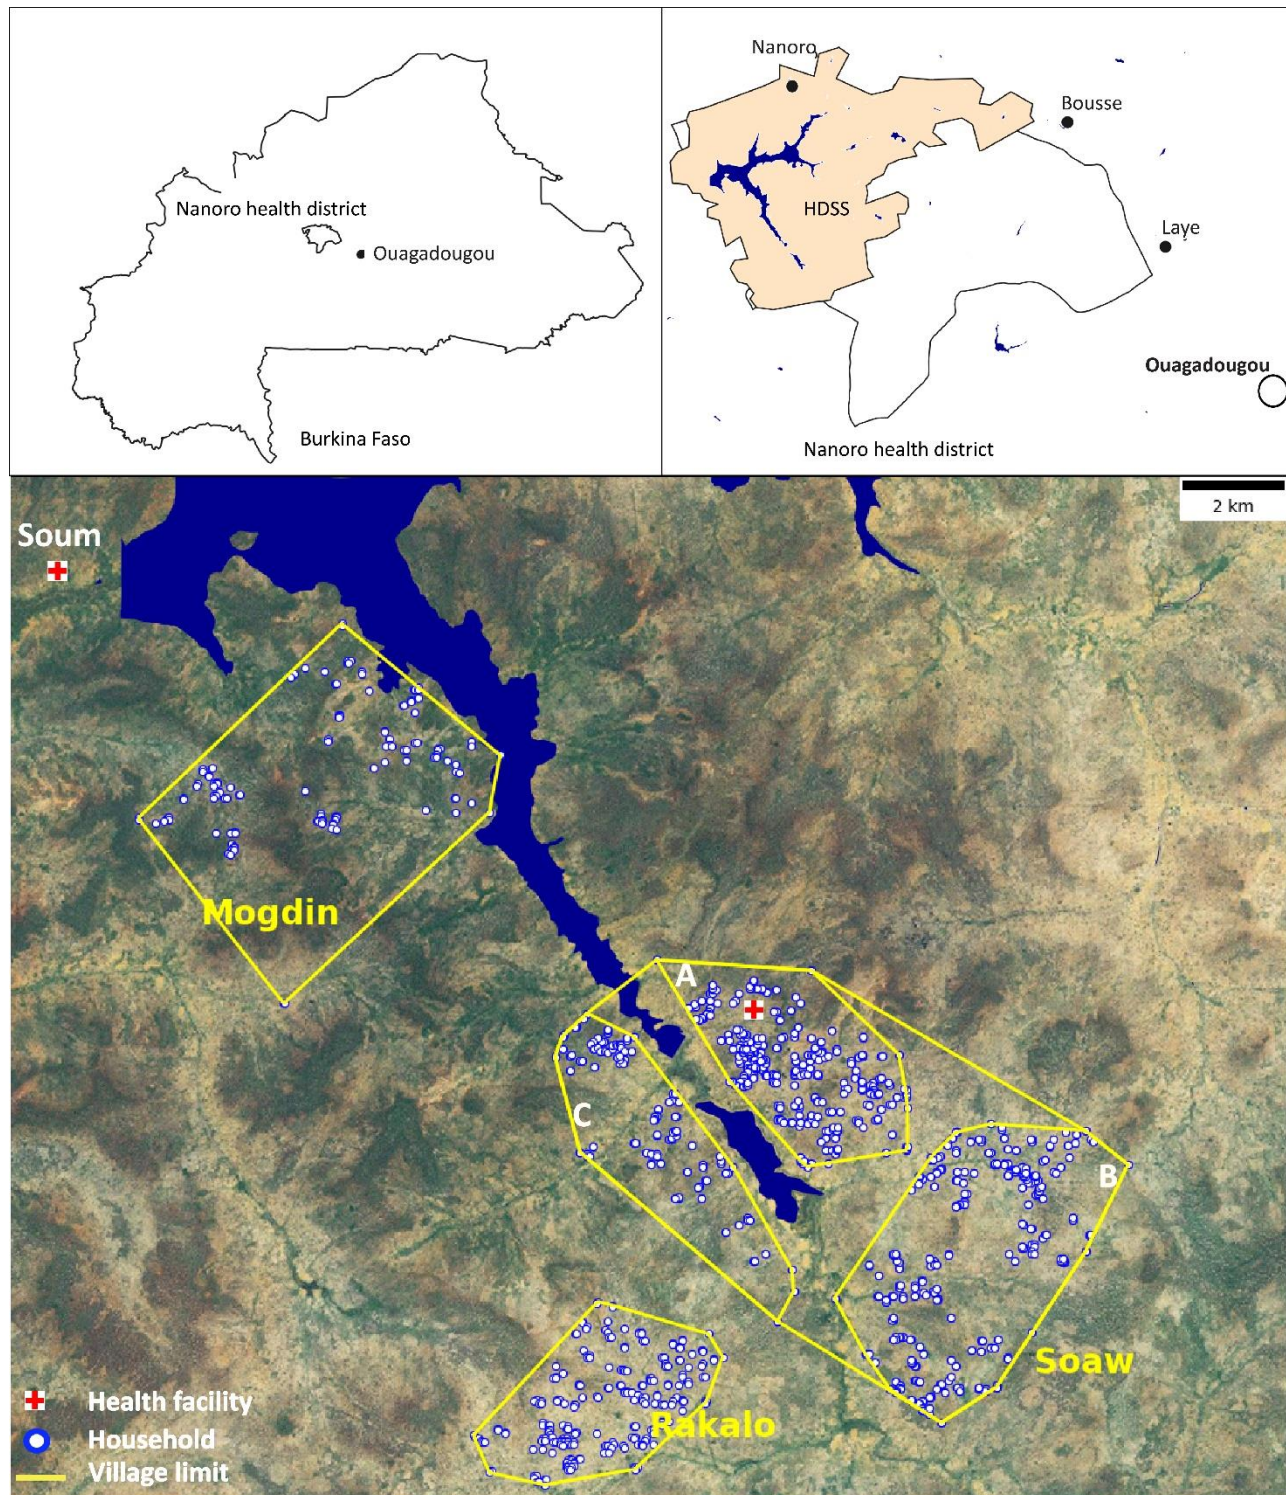 Nanoro health district
Ouagadougou
Burkina Faso
Nanoro
Bousse
HDSS
Laye
Ouagadougou
Nanoro health district
2 km
Soum
Mogdin
A
C
B
Soaw
Rakalo
Health facility
Household
Village limit